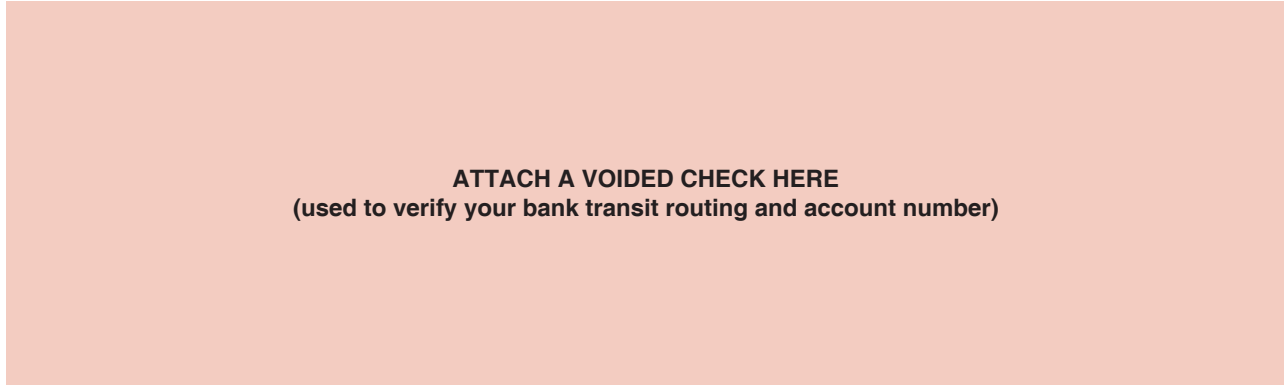 ATTACH A VOIDED CHECK HERE
(used to verify your bank transit routing and account number)